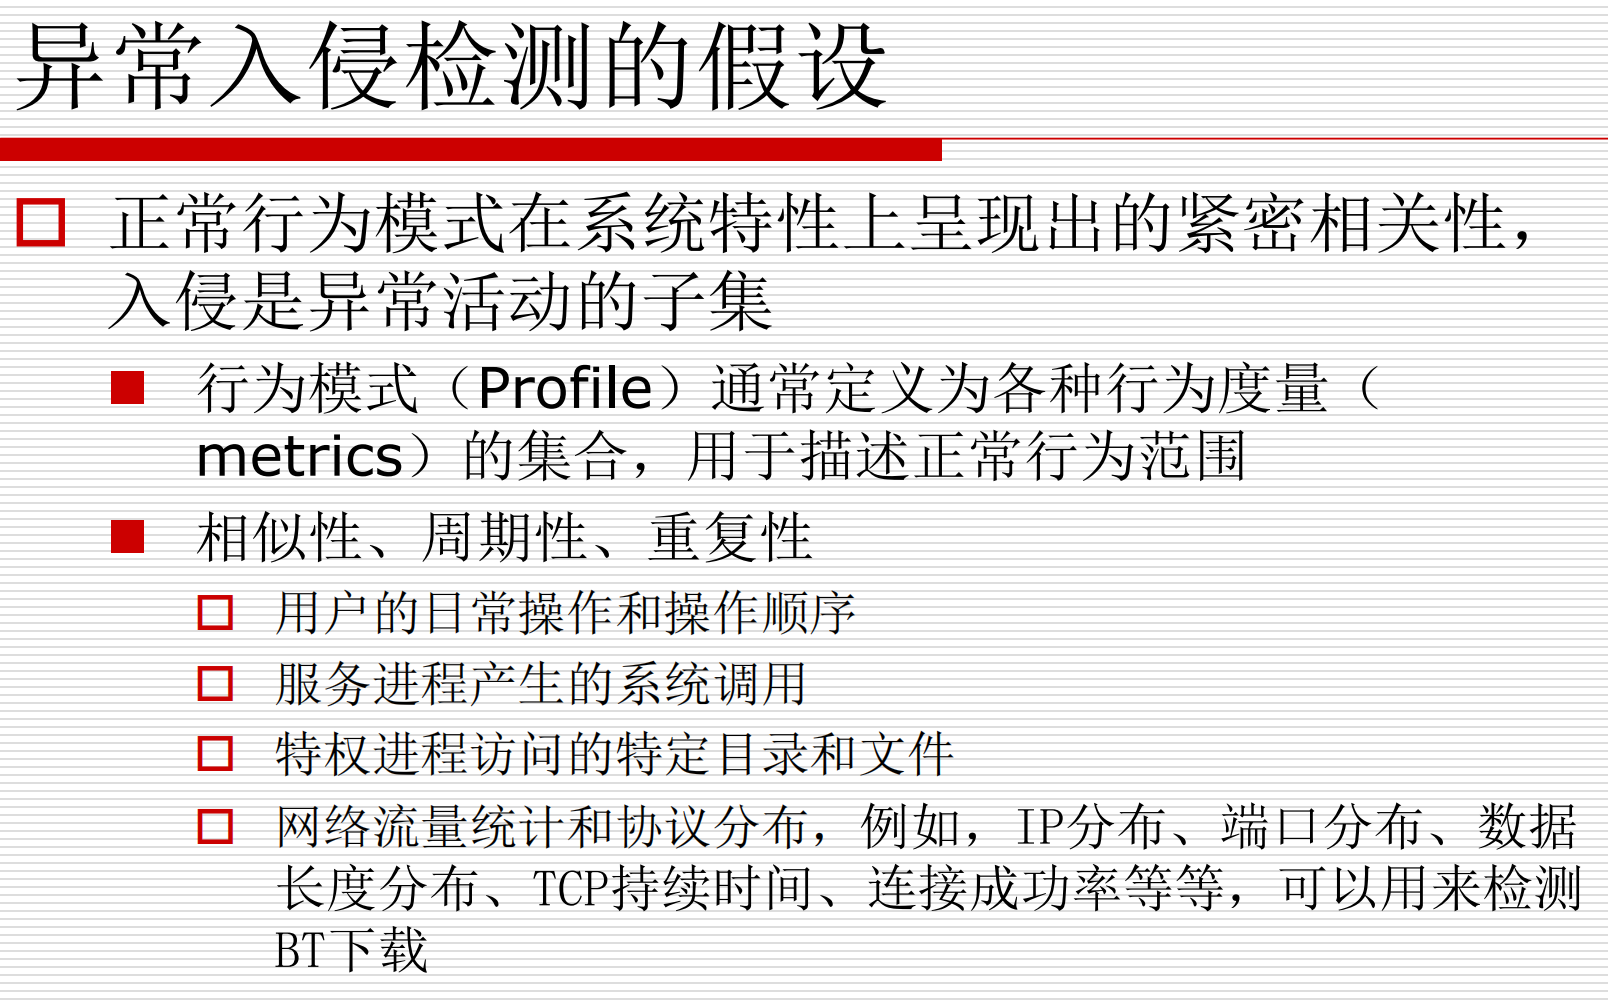 异常入侵检测的假设
正常行为模式在系统特性上呈现出的紧密相关性，
入侵是异常活动的子集
行为模式（Profile）通常定义为各种行为度量（
metrics）的集合，用于描述正常行为范围
相似性、周期性、重复性
用户的日常操作和操作顺序
服务进程产生的系统调用
特权进程访问的特定目录和文件
网络流量统计和协议分布，例如，IP分布、端口分布、数据
长度分布、TCP持续时间、连接成功率等等，可以用来检测
BT下载